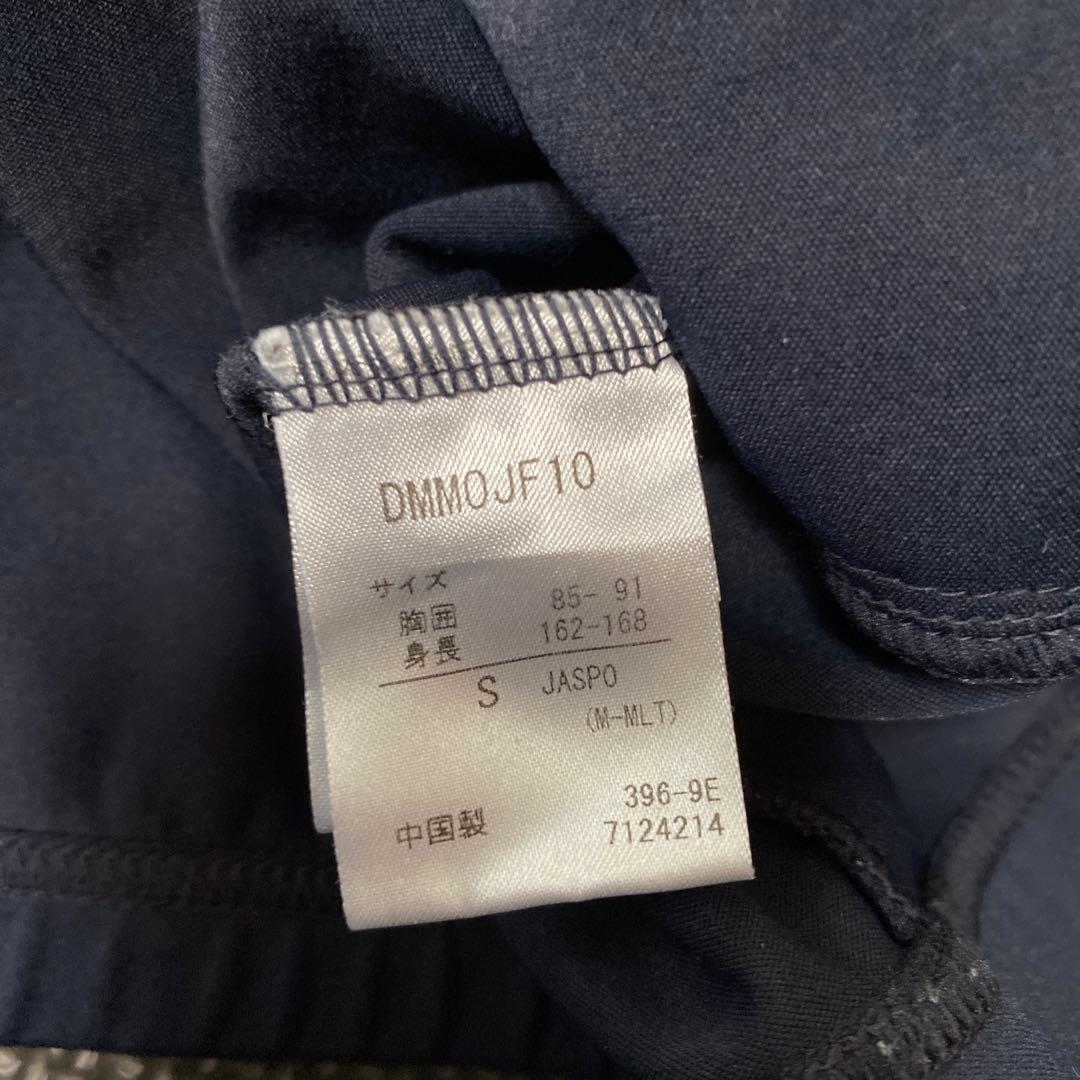 DMMOJF10
サイズ
胸囲 85- 91
身長 162-168
S JASPO
(M-MLT)
396-9E
中国製 7124214